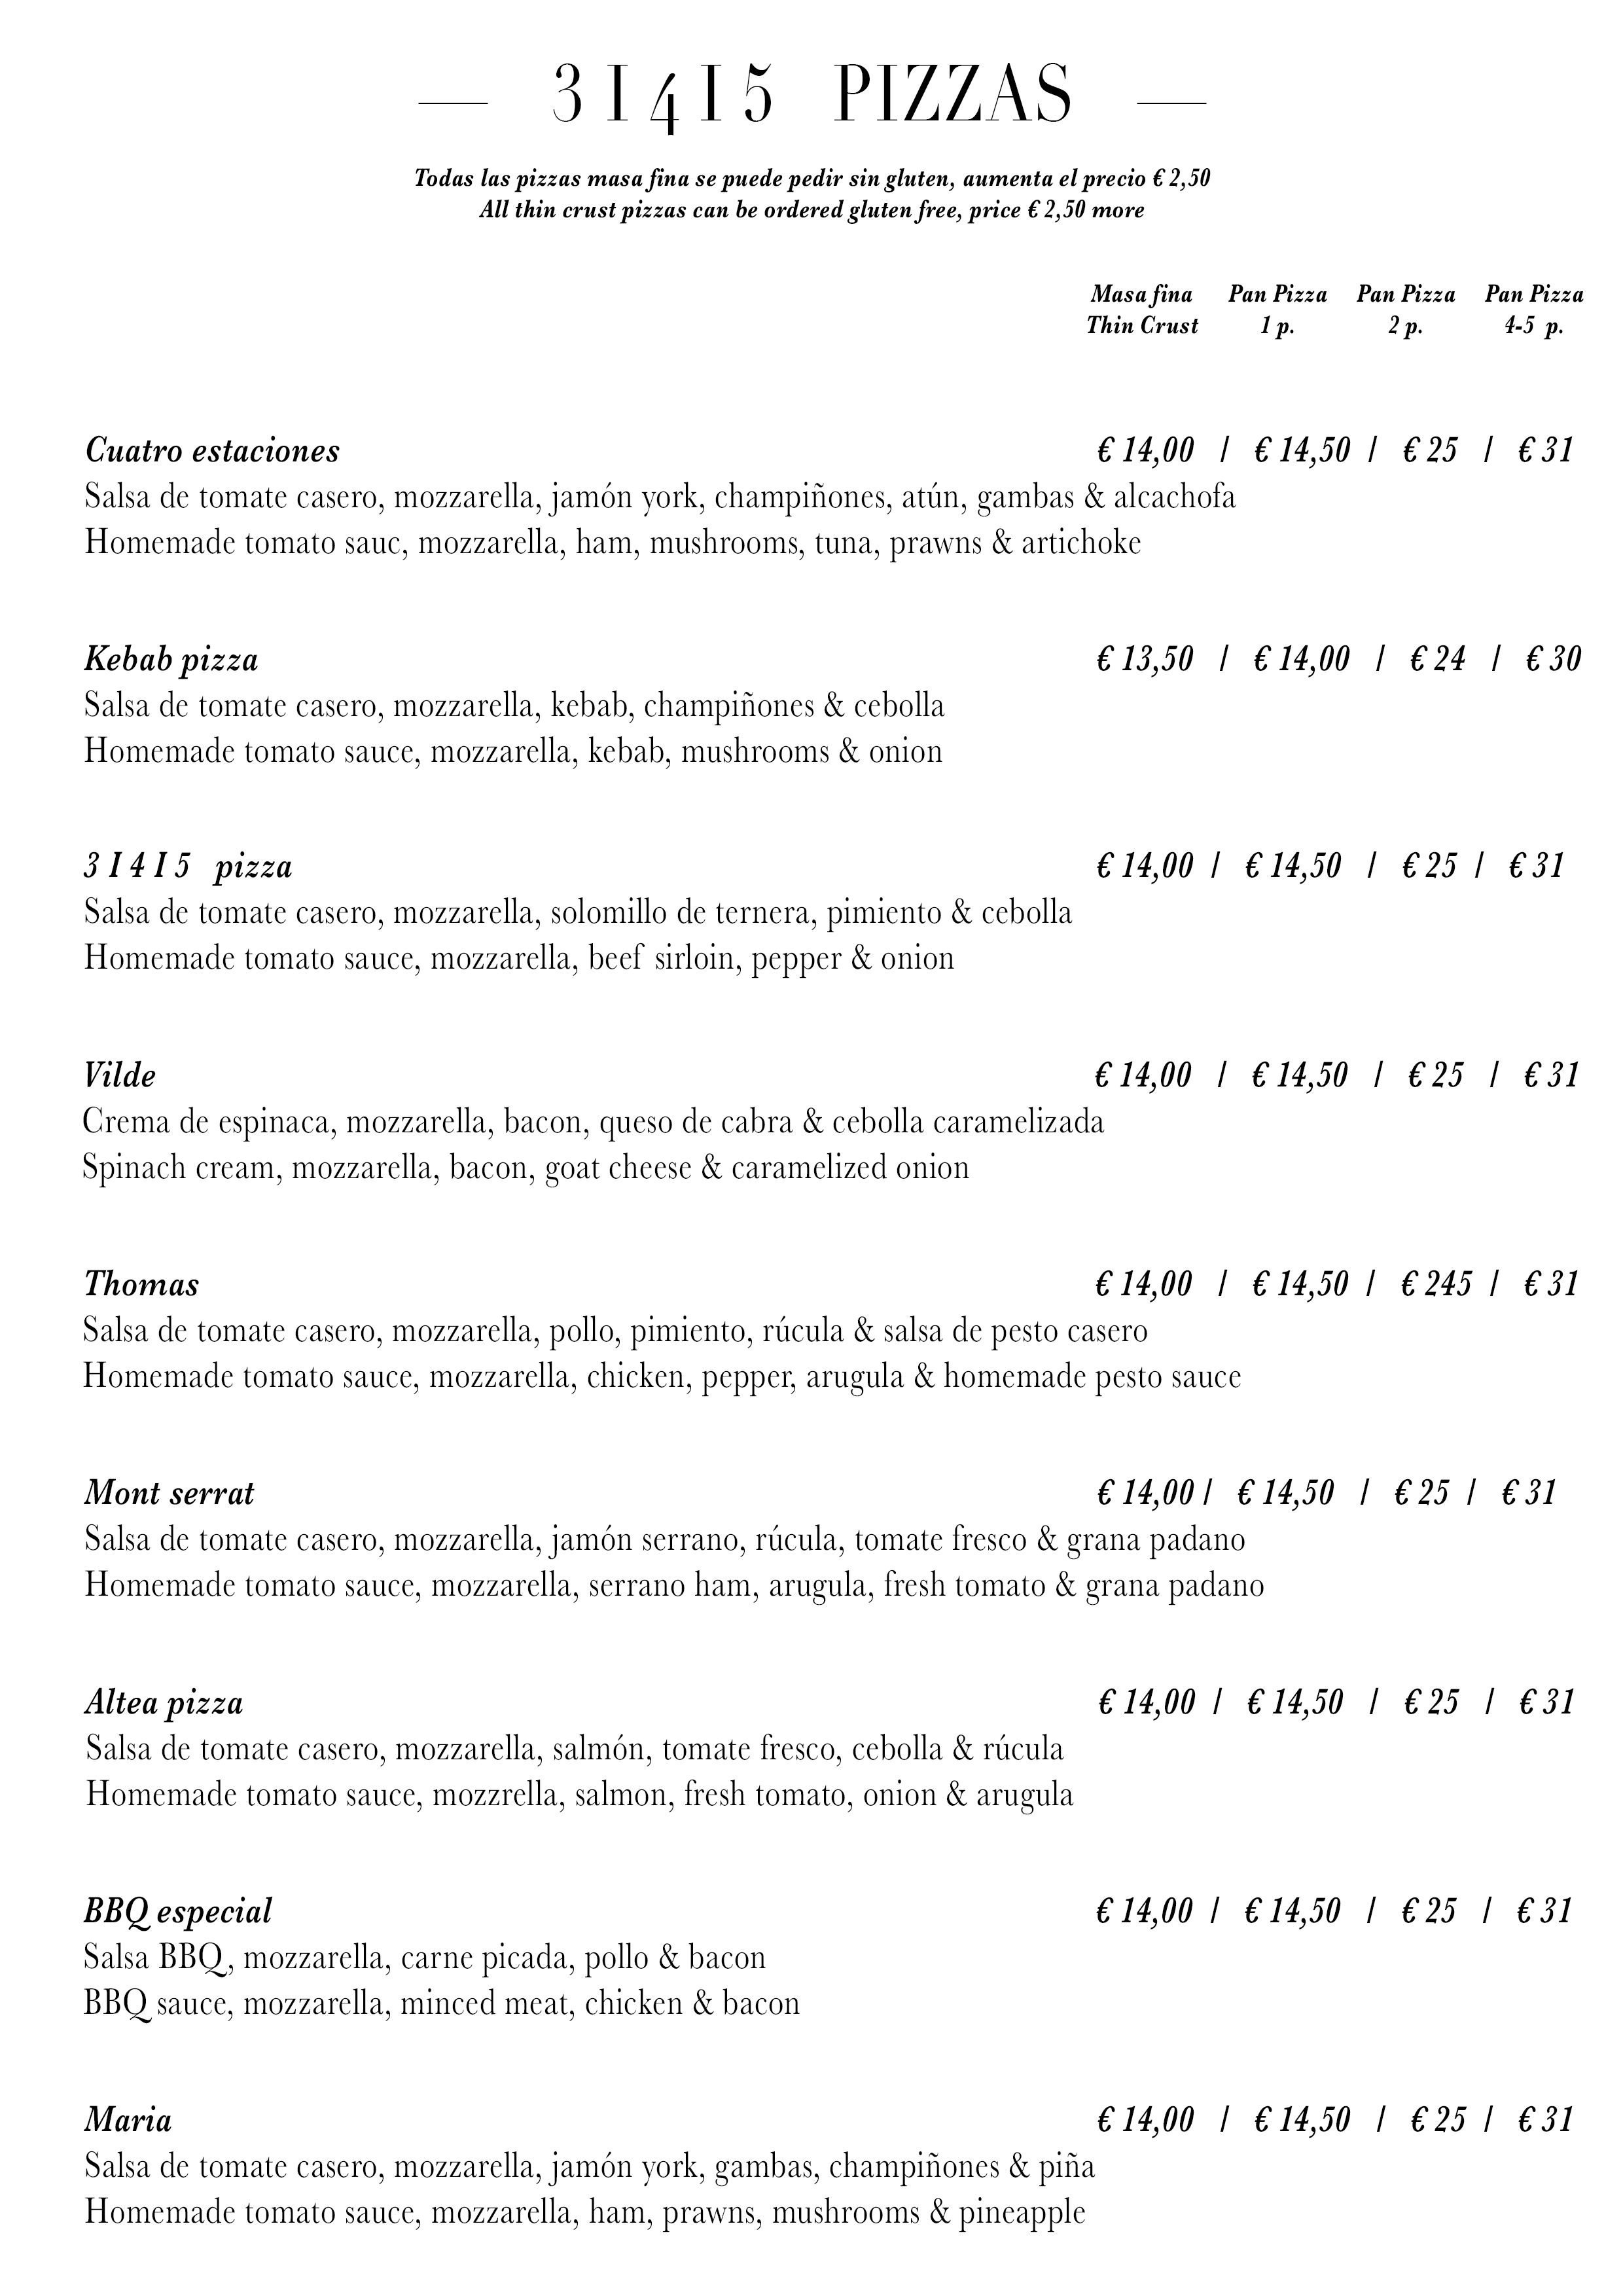 3 1 4 1 5 PIZZAS
Todas las pizzas masa fina se puede pedir sin gluten, aumenta el precio € 2,50
All thin crust pizzas can be ordered gluten free, price € 2,50 more
Masa fina Pan Pizza Pan Pizza Pan Pizza
Thin Crust 1 p. 2 p. 4-5 p.
Cuatro estaciones € 14,00 / € 14,50 / € 25 / € 31
Salsa de tomate casero, mozzarella, jamón york, champiñones, atún, gambas & alcachofa
Homemade tomato sauc, mozzarella, ham, mushrooms, tuna, prawns & artichoke
Kebab pizza € 13,50 / € 14,00 / € 24 / € 30
Salsa de tomate casero, mozzarella, kebab, champiñones & cebolla
Homemade tomato sauce, mozzarella, kebab, mushrooms & onion
3 1 4 1 5 pizza € 14,00 / € 14,50 / € 25 / € 31
Salsa de tomate casero, mozzarella, solomillo de ternera, pimiento & cebolla
Homemade tomato sauce, mozzarella, beef sirloin, pepper & onion
Vilde € 14,00 / € 14,50 / € 25 / € 31
Crema de espinaca, mozzarella, bacon, queso de cabra & cebolla caramelizada
Spinach cream, mozzarella, bacon, goat cheese & caramelized onion
Thomas € 14,00 / € 14,50 / € 245 / € 31
Salsa de tomate casero, mozzarella, pollo, pimiento, rúcula & salsa de pesto casero
Homemade tomato sauce, mozzarella, chicken, pepper, arugula & homemade pesto sauce
Mont serrat € 14,00 / € 14,50 / € 25 / € 31
Salsa de tomate casero, mozzarella, jamón serrano, rúcula, tomate fresco & grana padano
Homemade tomato sauce, mozzarella, serrano ham, arugula, fresh tomato & grana padano
Altea pizza € 14,00 / € 14,50 / € 25 / € 31
Salsa de tomate casero, mozzarella, salmón, tomate fresco, cebolla & rúcula
Homemade tomato sauce, mozzrella, salmon, fresh tomato, onion & arugula
BBQ especial € 14,00 / € 14,50 / € 25 / € 31
Salsa BBQ, mozzarella, carne picada, pollo & bacon
BBQ sauce, mozzarella, minced meat, chicken & bacon
Maria € 14,00 / € 14,50 / € 25 / € 31
Salsa de tomate casero, mozzarella, jamón york, gambas, champiñones & piña
Homemade tomato sauce, mozzarella, ham, prawns, mushrooms & pineapple